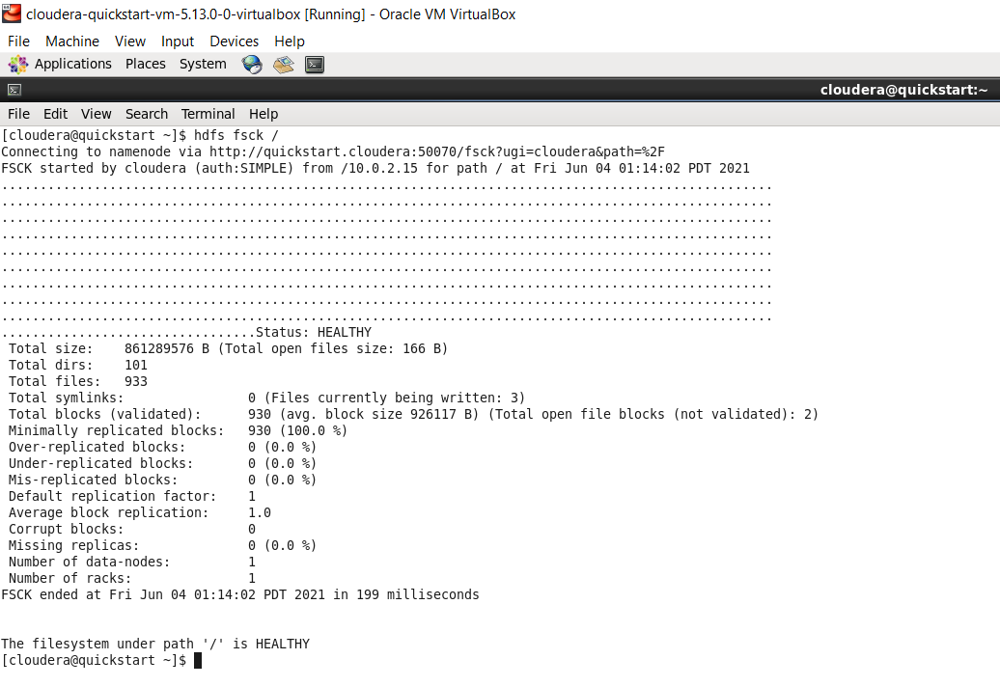 cloudera-quickstart-vm-5.13.0-0-virtualbox [Running] - Oracle VM VirtualBox
File Machine View Input Devices Help
Applications Places System
cloudera@quickstart:~
File Edit View Search Terminal Help
[cloudera@quickstart ~]$ hdfs fsck /
Connecting to namenode via http://quickstart.cloudera:50070/fsck?ugi=cloudera&path=%2F
FSCK started by cloudera (auth:SIMPLE) from /10.0.2.15 for path / at Fri Jun 04 01:14:02 PDT 2021
....................................................................................................
....................................................................................................
....................................................................................................
....................................................................................................
....................................................................................................
....................................................................................................
....................................................................................................
....................................................................................................
....................................................................................................
.................................Status: HEALTHY
Total size: 861289576 B (Total open files size: 166 B)
Total dirs: 101
Total files: 933
Total symlinks: 0 (Files currently being written: 3)
Total blocks (validated): 930 (avg. block size 926117 B) (Total open file blocks (not validated): 2)
Minimally replicated blocks: 930 (100.0 %)
Over-replicated blocks: 0 (0.0 %)
Under-replicated blocks: 0 (0.0 %)
Mis-replicated blocks: 0 (0.0 %)
Default replication factor: 1
Average block replication: 1.0
Corrupt blocks: 0
Missing replicas: 0 (0.0 %)
Number of data-nodes: 1
Number of racks: 1
FSCK ended at Fri Jun 04 01:14:02 PDT 2021 in 199 milliseconds
The filesystem under path '/' is HEALTHY
[cloudera@quickstart ~]$